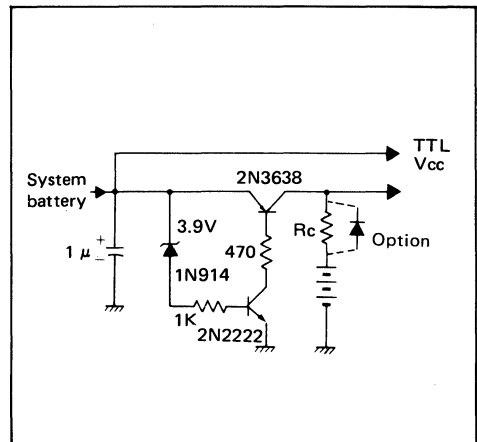 TTL
Vcc
System
battery
2N3638
3.9V
Rc
Option
1 μ
+
−
470
1N914
1K
2N2222